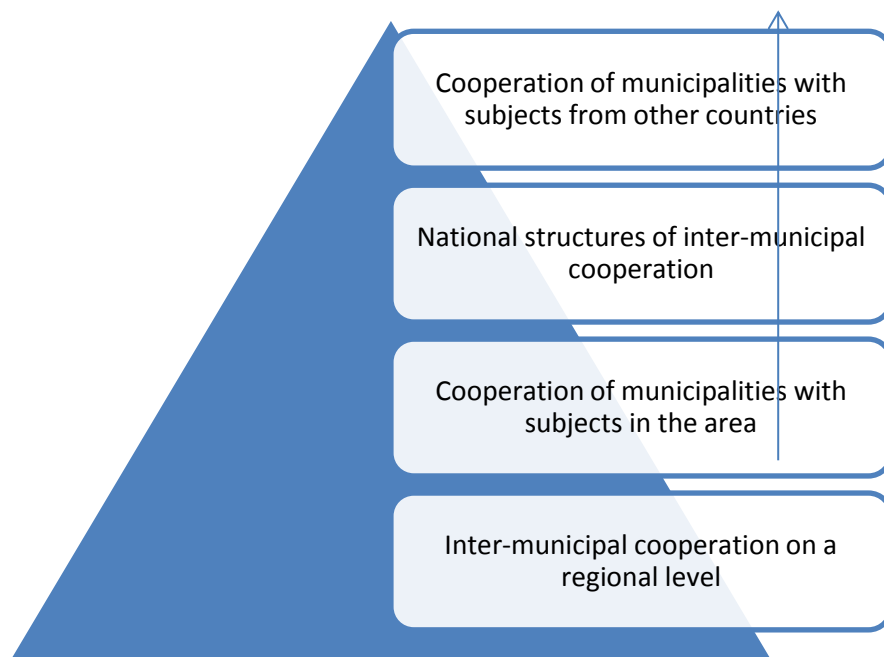 Cooperation of municipalities with
subjects from other countries
National structures of inter-municipal
cooperation
Cooperation of municipalities with
subjects in the area
Inter-municipal cooperation on a
regional level